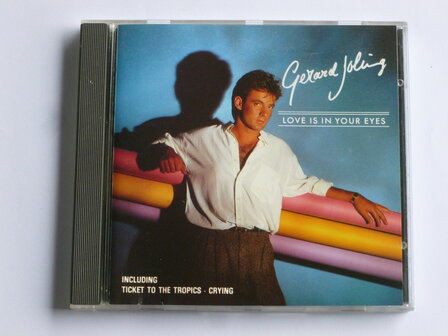 Gerard Joling
LOVE IS IN YOUR EYES
INCLUDING
TICKET TO THE TROPICS · CRYING